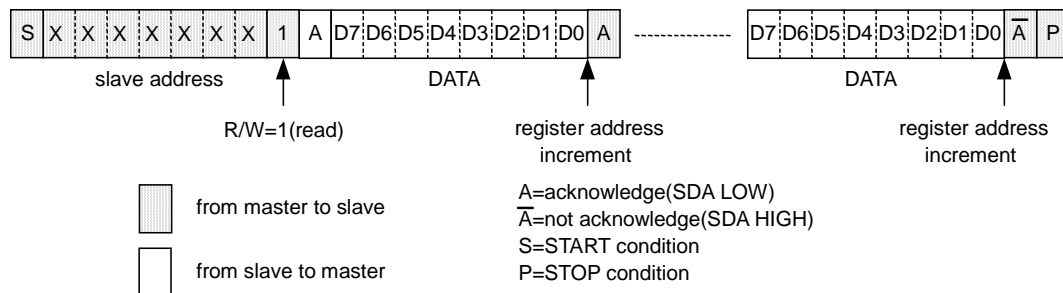 S X X X X X X X 1 A D7 D6 D5 D4 D3 D2 D1 D0 A D7 D6 D5 D4 D3 D2 D1 D0 A̅ P
slave address DATA DATA
R/W=1(read)
register address
increment
register address
increment
from master to slave
from slave to master
A=acknowledge(SDA LOW)
A̅=not acknowledge(SDA HIGH)
S=START condition
P=STOP condition